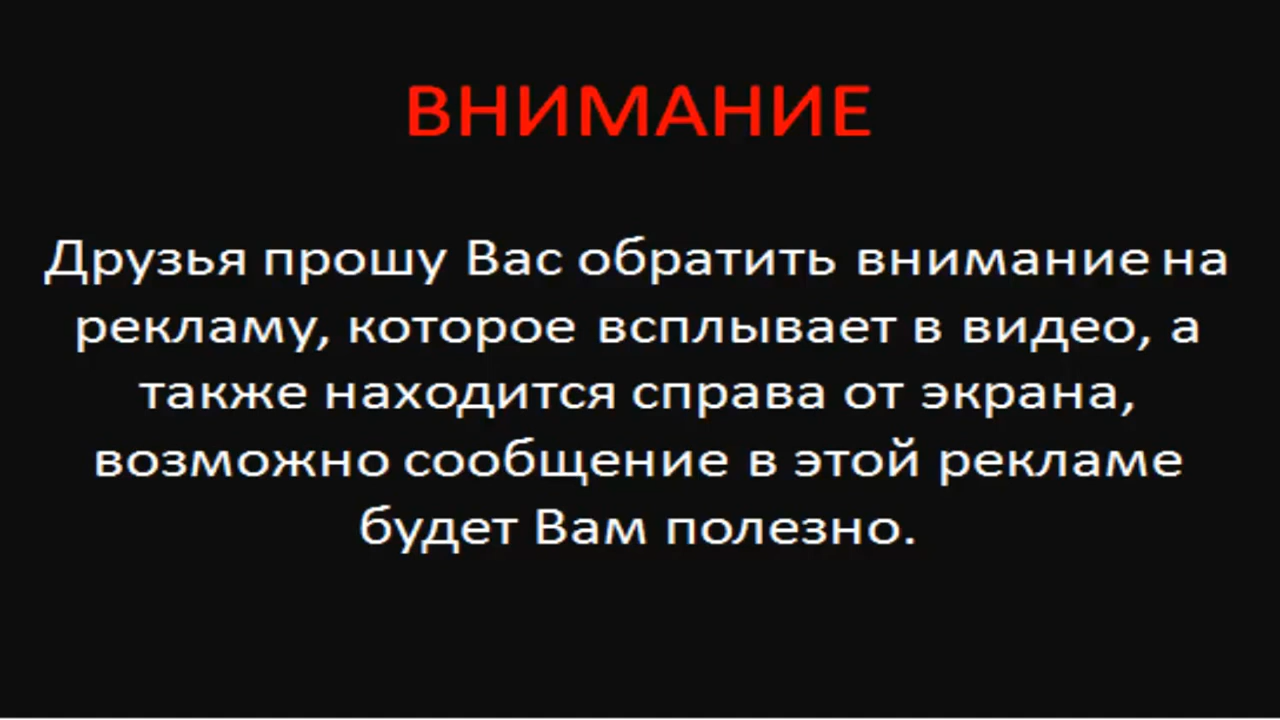 ВНИМАНИЕ
Друзья прошу Вас обратить внимание на
рекламу, которое всплывает в видео, а
также находится справа от экрана,
возможно сообщение в этой рекламе
будет Вам полезно.